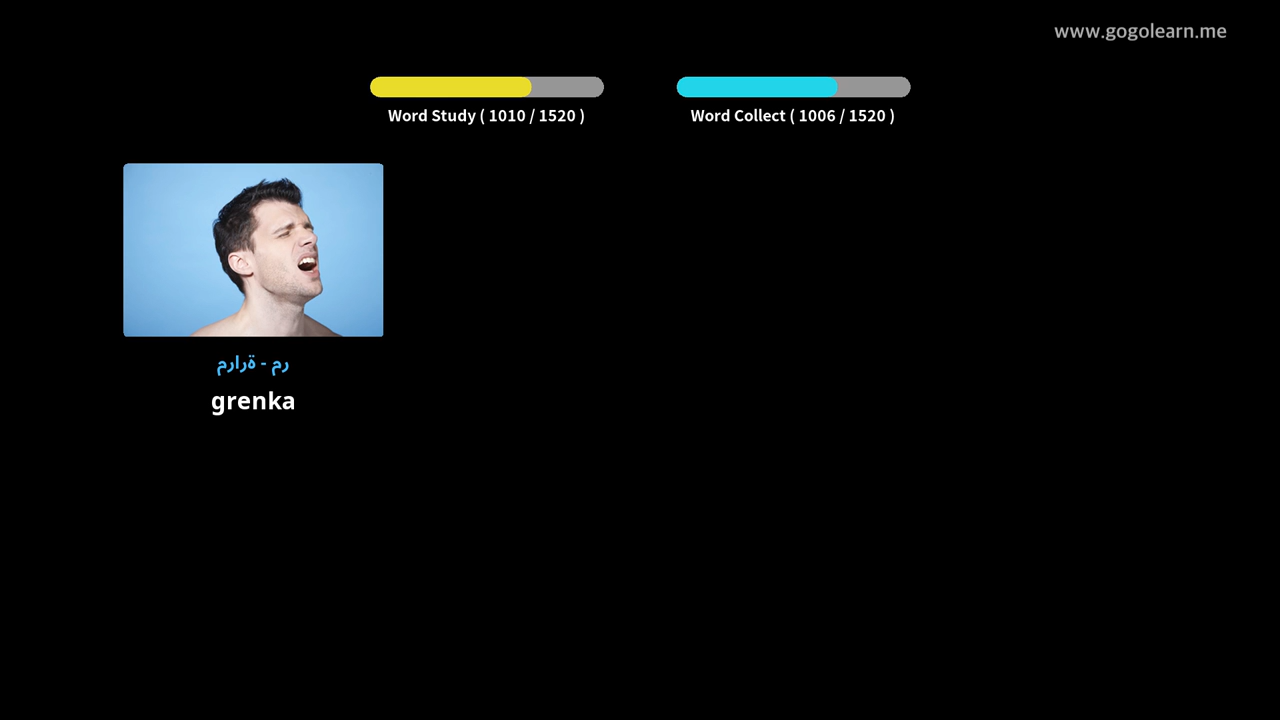 www.gogolearn.me
Word Study ( 1010 / 1520 )
Word Collect ( 1006 / 1520 )
مر - مرارة
grenka